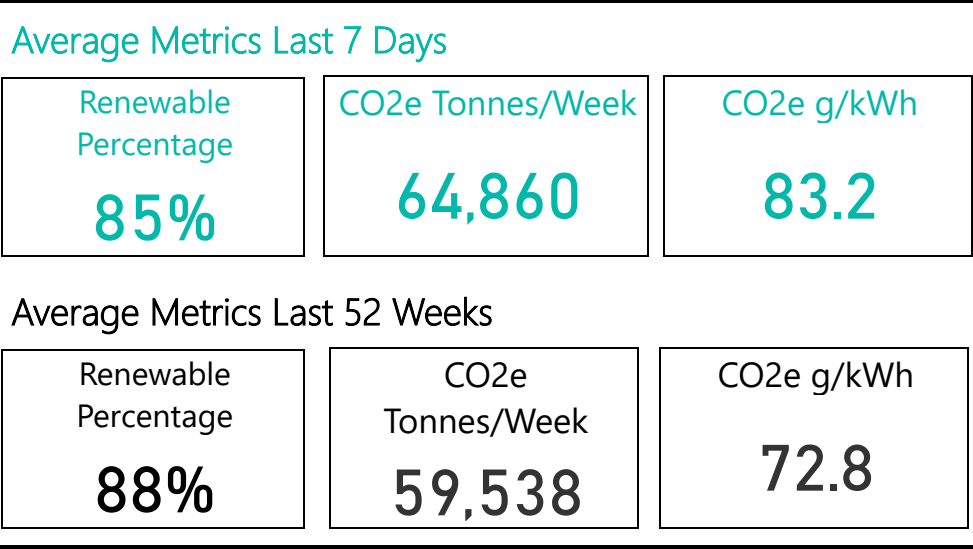 Average Metrics Last 7 Days
Renewable
Percentage
85%
CO2e Tonnes/Week
64,860
CO2e g/kWh
83.2
Average Metrics Last 52 Weeks
Renewable
Percentage
88%
CO2e
Tonnes/Week
59,538
CO2e g/kWh
72.8